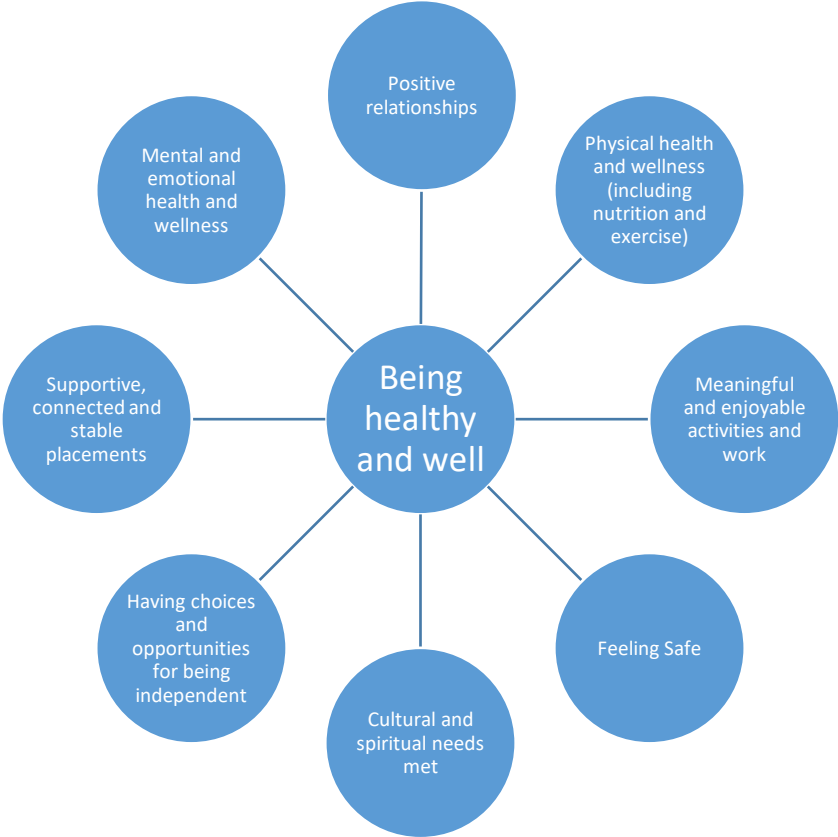 Positive
relationships
Physical health
and wellness
(including
nutrition and
exercise)
Mental and
emotional
health and
wellness
Being
healthy
and well
Supportive,
connected and
stable
placements
Meaningful
and enjoyable
activities and
work
Having choices
and
opportunities
for being
independent
Feeling Safe
Cultural and
spiritual needs
met